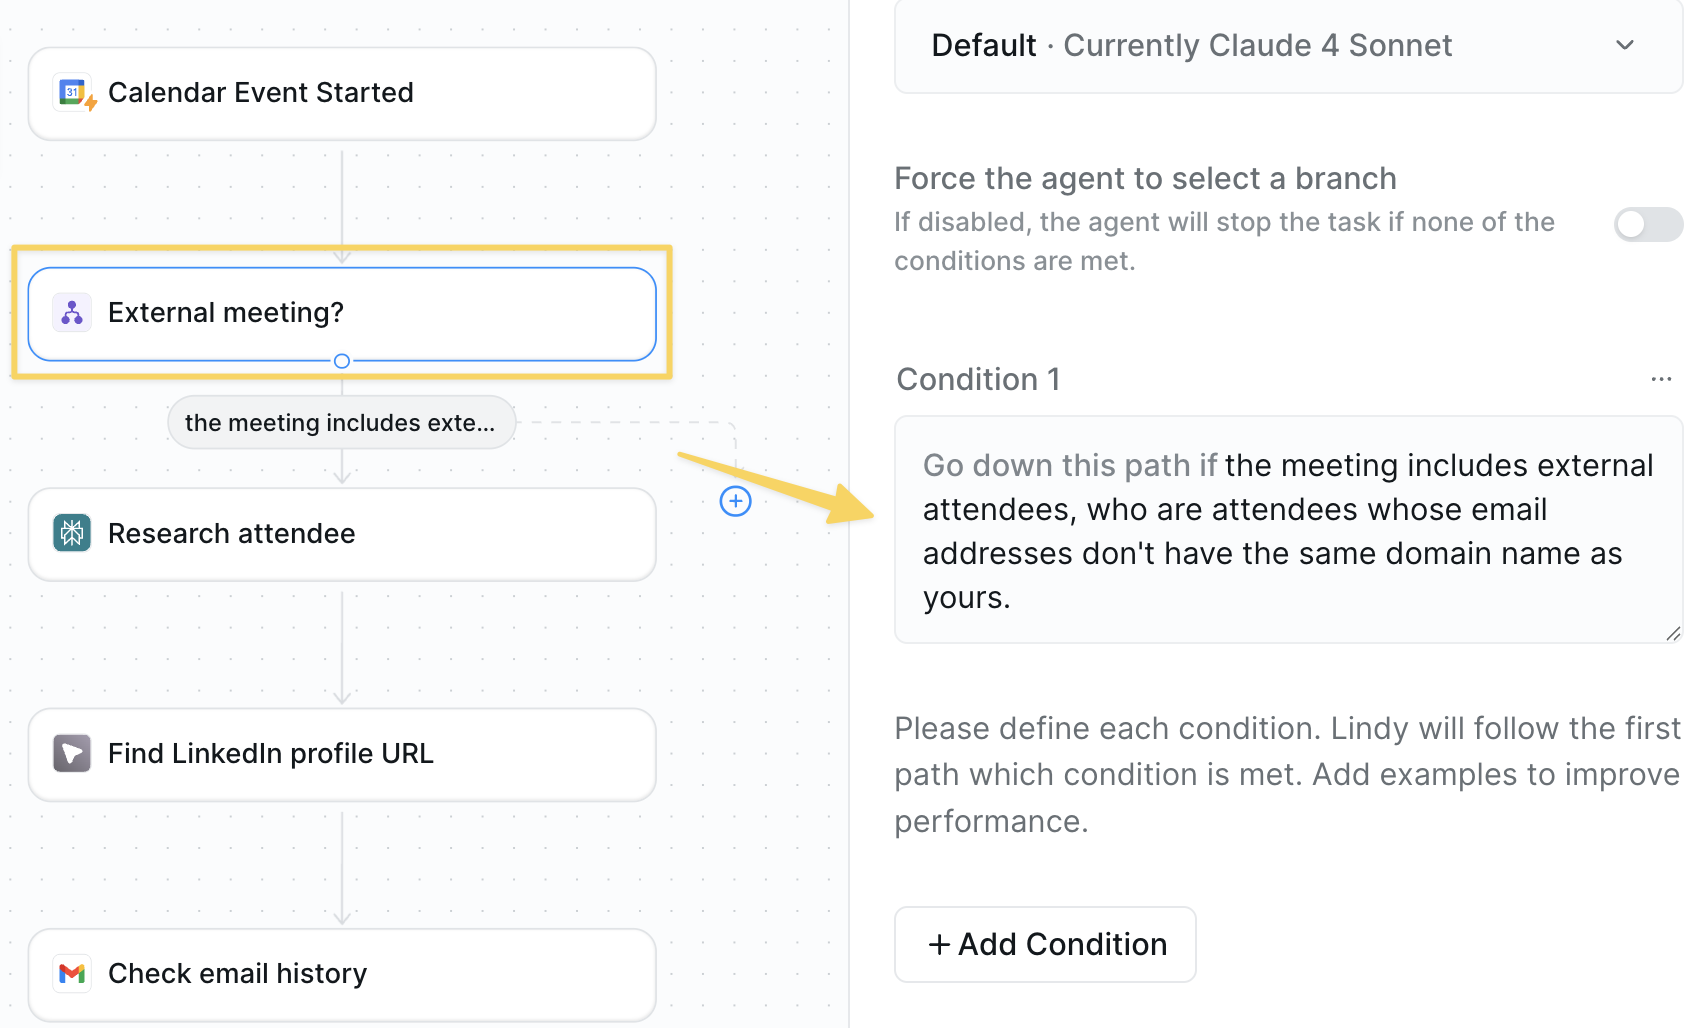 31
Calendar Event Started
External meeting?
the meeting includes exte...
Research attendee
Find LinkedIn profile URL
Check email history
Default · Currently Claude 4 Sonnet
Force the agent to select a branch
If disabled, the agent will stop the task if none of the
conditions are met.
Condition 1
Go down this path if the meeting includes external
attendees, who are attendees whose email
addresses don't have the same domain name as
yours.
Please define each condition. Lindy will follow the first
path which condition is met. Add examples to improve
performance.
+ Add Condition